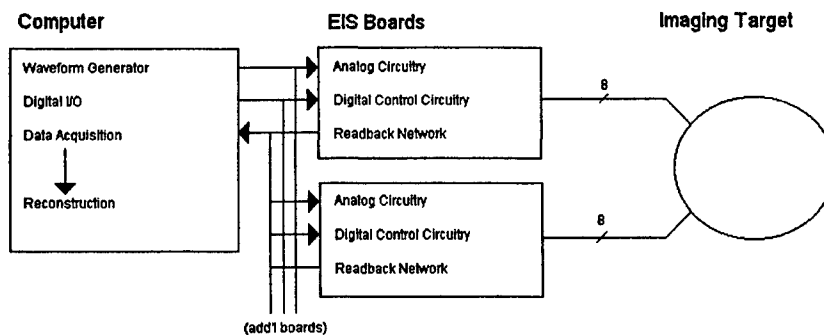 Computer
EIS Boards
Imaging Target
Waveform Generator
Digital I/O
Data Acquisition
Reconstruction
Analog Circuitry
Digital Control Circuitry
Readback Network
8
Analog Circuitry
Digital Control Circuitry
Readback Network
8
(add'l boards)